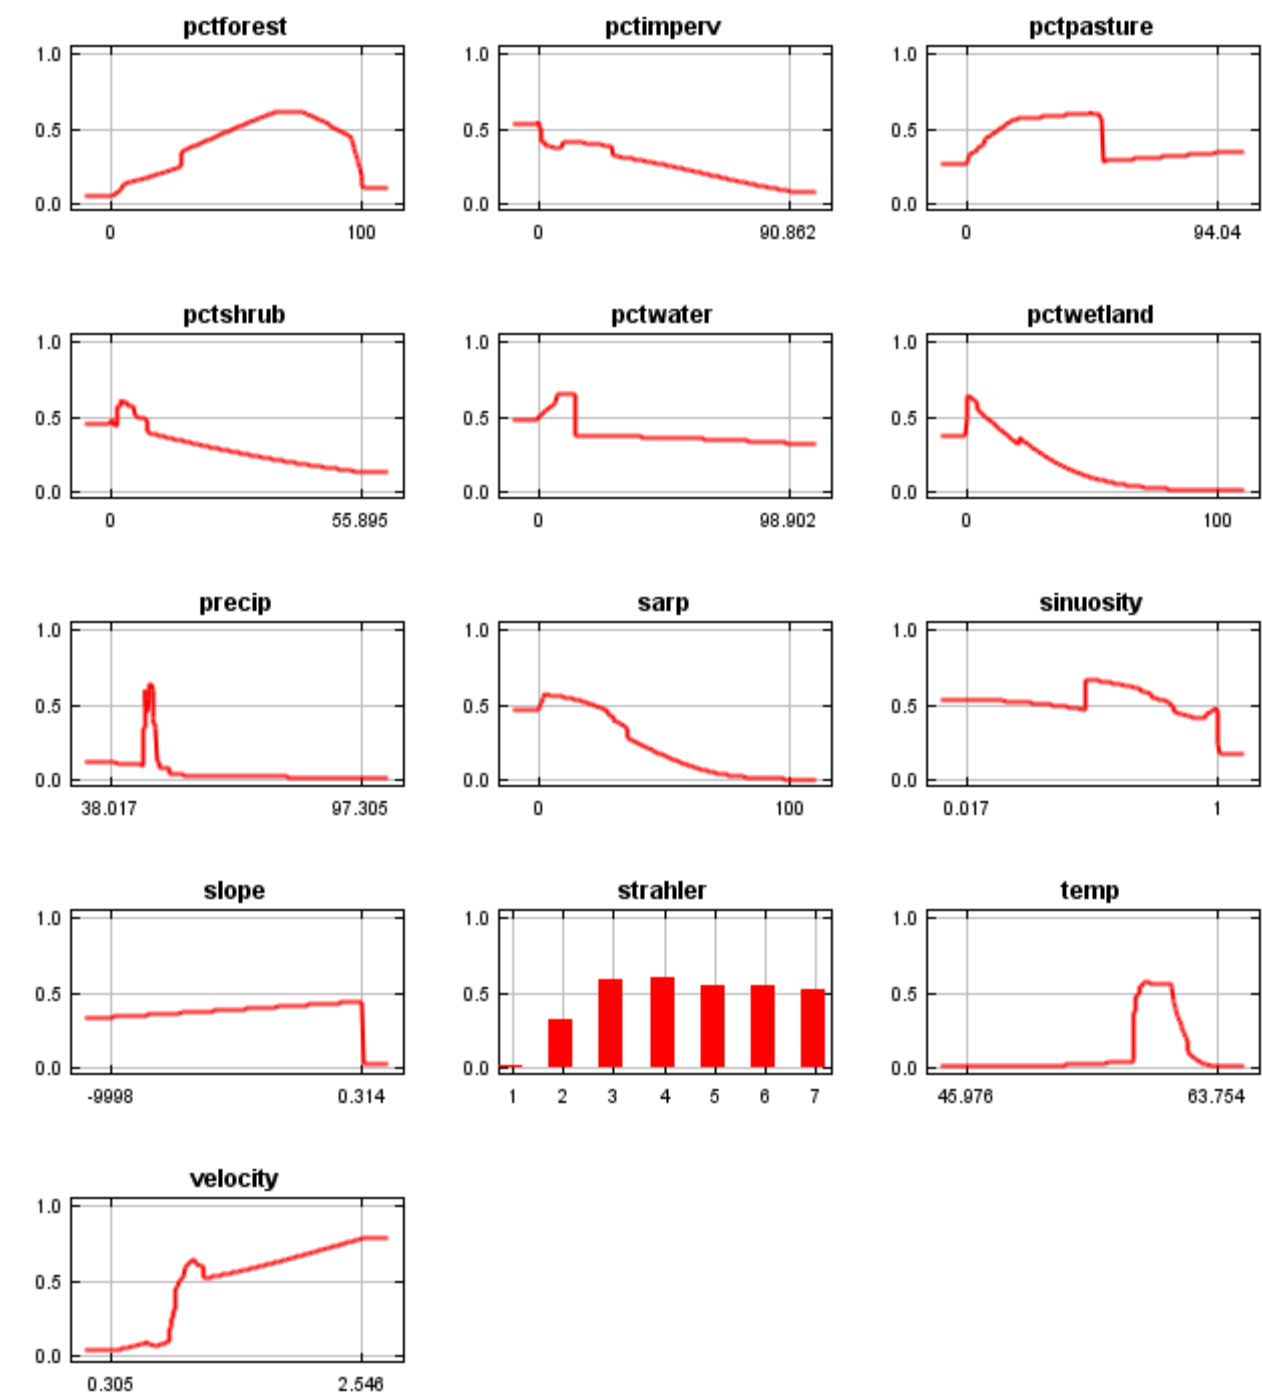 pctforest pctimperv pctpasture
1.0 1.0 1.0
0.5 0.5 0.5
0.0 0.0 0.0
0 100 0 90.862 0 94.04
pctshrub pctwater pctwetland
1.0 1.0 1.0
0.5 0.5 0.5
0.0 0.0 0.0
0 55.895 0 98.902 0 100
precip sarp sinuosity
1.0 1.0 1.0
0.5 0.5 0.5
0.0 0.0 0.0
38.017 97.305 0 100 0.017 1
slope strahler temp
1.0 1.0 1.0
0.5 0.5 0.5
0.0 0.0 0.0
-9998 0.314 1 2 3 4 5 6 7 45.976 63.754
velocity
1.0
0.5
0.0
0.305 2.546